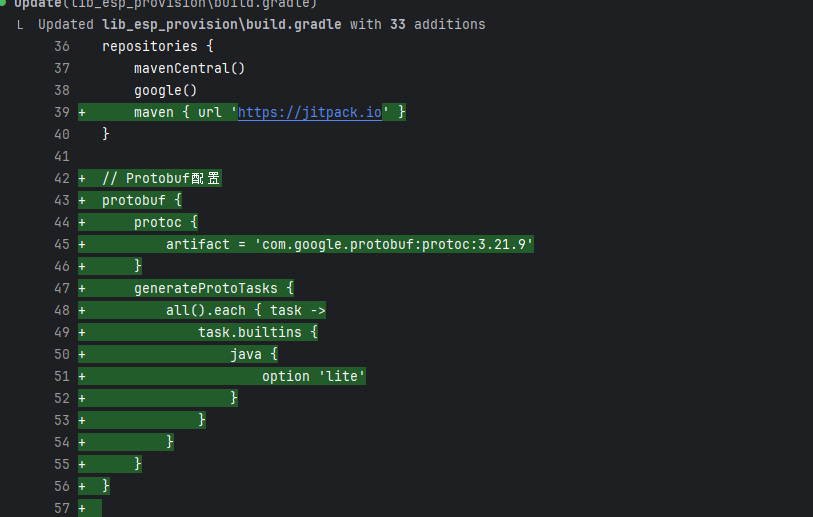 Update(lib_esp_provision\build.gradle)
L Updated lib_esp_provision\build.gradle with 33 additions
36 repositories {
37 mavenCentral()
38 google()
39 + maven { url 'https://jitpack.io' }
40 }
41
42 + // Protobuf配置
43 + protobuf {
44 + protoc {
45 + artifact = 'com.google.protobuf:protoc:3.21.9'
46 + }
47 + generateProtoTasks {
48 + all().each { task ->
49 + task.builtins {
50 + java {
51 + option 'lite'
52 + }
53 + }
54 + }
55 + }
56 + }
57 +